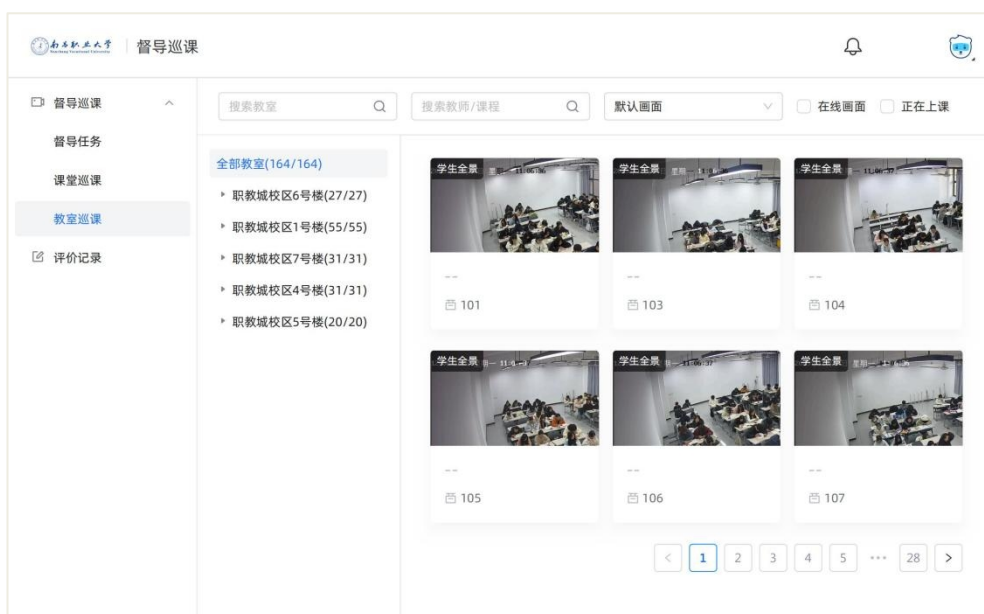 督导巡课
督导巡课
督导任务
课堂巡课
教室巡课
评价记录
搜索教室
搜索教师/课程
默认画面
在线画面
正在上课
全部教室(164/164)
职教城校区6号楼(27/27)
职教城校区1号楼(55/55)
职教城校区7号楼(31/31)
职教城校区4号楼(31/31)
职教城校区5号楼(20/20)
学生全景
学生全景
学生全景
--
--
--
101
103
104
学生全景
学生全景
学生全景
--
--
--
105
106
107
< 1 2 3 4 5 ••• 28 >